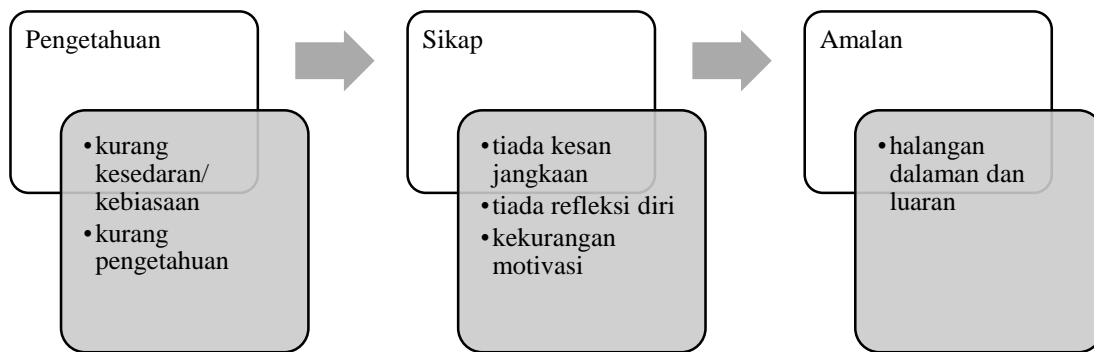 Pengetahuan
•kurang
kesedaran/
kebiasaan
•kurang
pengetahuan
Sikap
•tiada kesan
jangkaan
•tiada refleksi diri
•kekurangan
motivasi
Amalan
•halangan
dalaman dan
luaran